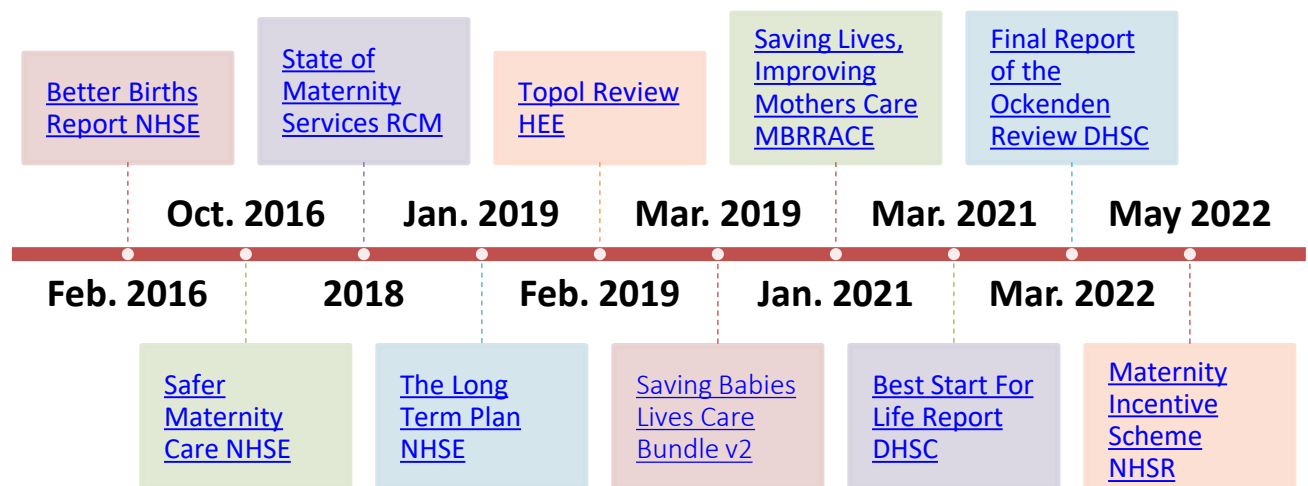 Better Births
Report NHSE
State of
Maternity
Services RCM
Topol Review
HEE
Saving Lives,
Improving
Mothers Care
MBRRACE
Final Report
of the
Ockenden
Review DHSC
Oct. 2016
Jan. 2019
Mar. 2019
Mar. 2021
May 2022
Feb. 2016
2018
Feb. 2019
Jan. 2021
Mar. 2022
Safer
Maternity
Care NHSE
The Long
Term Plan
NHSE
Saving Babies
Lives Care
Bundle v2
Best Start For
Life Report
DHSC
Maternity
Incentive
Scheme
NHSR